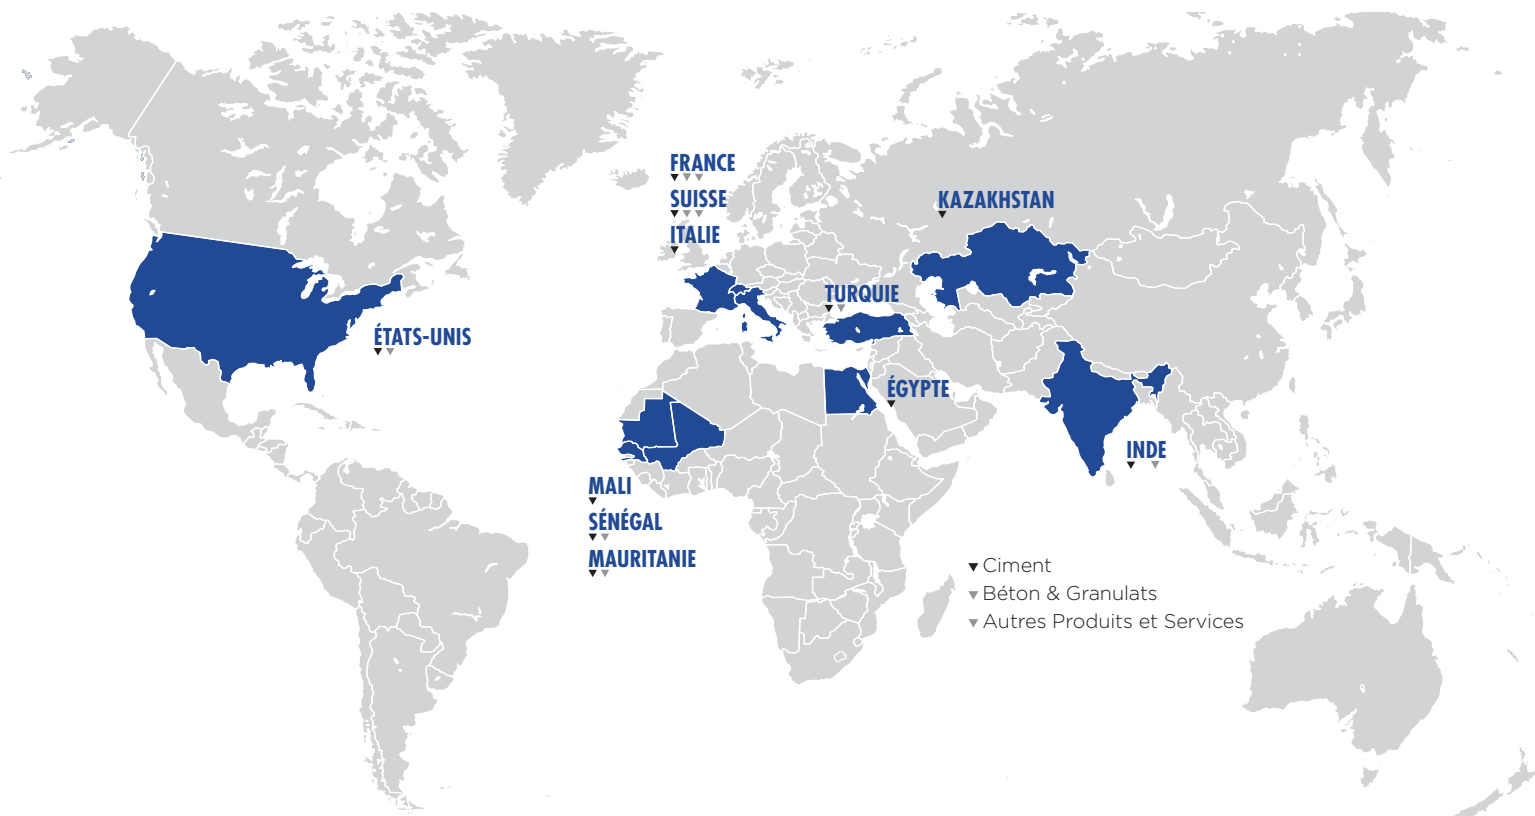 FRANCE
SUISSE
ITALIE
KAZAKHSTAN
TURQUIE
ÉTATS-UNIS
ÉGYPTE
INDE
MALI
SÉNÉGAL
MAURITANIE
Ciment
Béton & Granulats
Autres Produits et Services